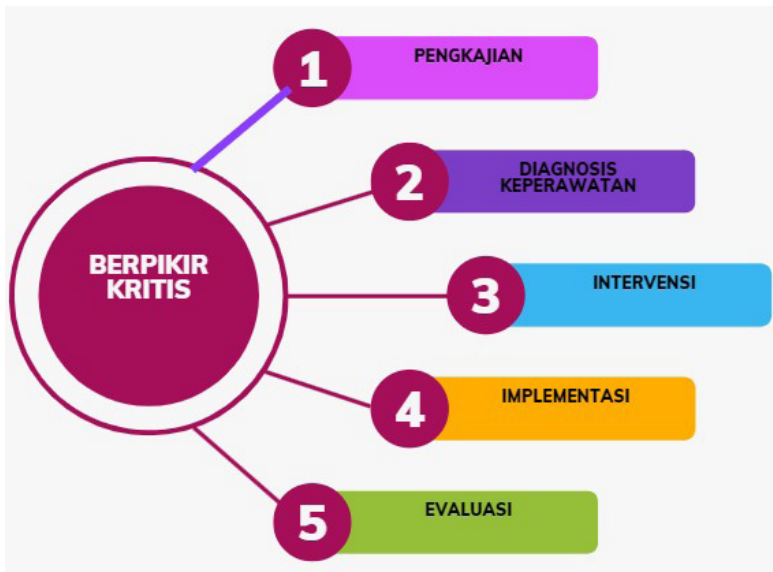 1
PENGKAJIAN
2
DIAGNOSIS
KEPERAWATAN
BERPIKIR
KRITIS
3
INTERVENSI
4
IMPLEMENTASI
5
EVALUASI